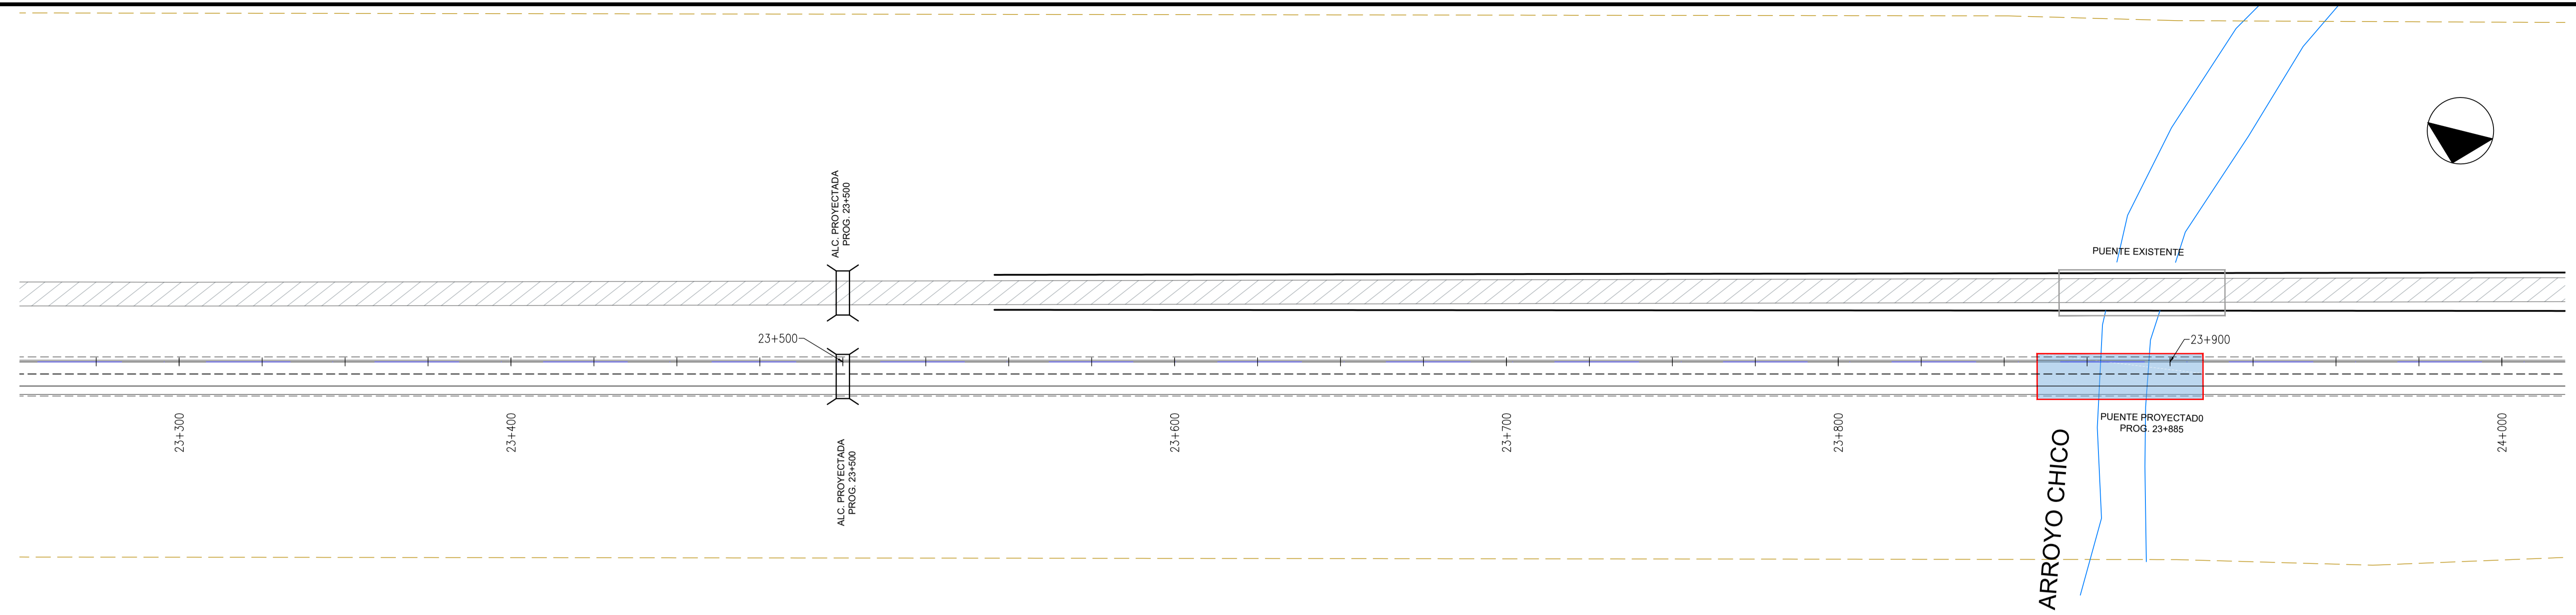 ALC. PROYECTADA
PROG. 23+500
PUENTE EXISTENTE
23+500
23+900
23+300
23+400
23+600
23+700
23+800
24+000
ALC. PROYECTADA
PROG. 23+500
PUENTE PROYECTAD0
PROG. 23+885
ARROYO CHICO